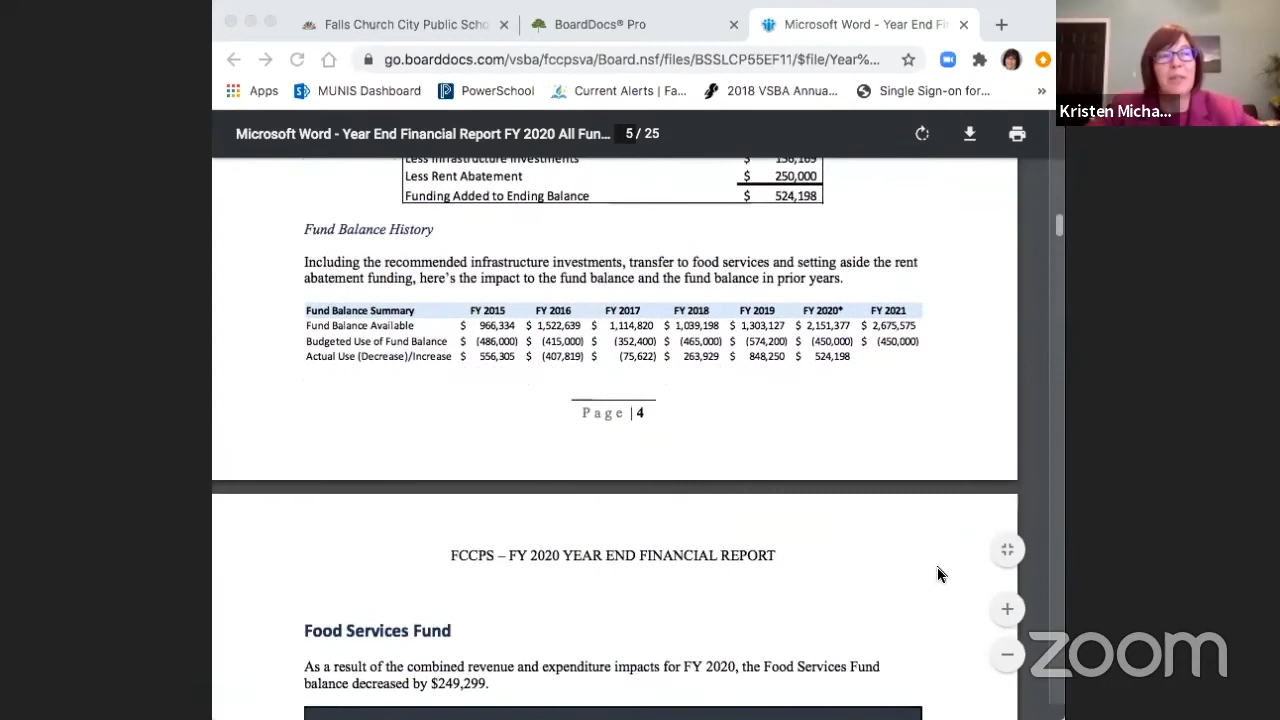 Falls Church City Public Scho
BoardDocs® Pro
Microsoft Word - Year End Fi
go.boarddocs.com/vsba/fccpsva/Board.nsf/files/BSSLCP55EF11/$file/Year%...
Apps
MUNIS Dashboard
PowerSchool
Current Alerts | Fa...
2018 VSBA Annua...
Single Sign-on for...
»
Kristen Micha...
Microsoft Word - Year End Financial Report FY 2020 All Fun... 5 / 25
Less Infrastructure Investments $ 156,169
Less Rent Abatement $ 250,000
Funding Added to Ending Balance $ 524,198
Fund Balance History
Including the recommended infrastructure investments, transfer to food services and setting aside the rent
abatement funding, here's the impact to the fund balance and the fund balance in prior years.
Fund Balance Summary FY 2015 FY 2016 FY 2017 FY 2018 FY 2019 FY 2020* FY 2021
Fund Balance Available $ 966,334 $ 1,522,639 $ 1,114,820 $ 1,039,198 $ 1,303,127 $ 2,151,377 $ 2,675,575
Budgeted Use of Fund Balance $ (486,000) $ (415,000) $ (352,400) $ (465,000) $ (574,200) $ (450,000) $ (450,000)
Actual Use (Decrease)/Increase $ 556,305 $ (407,819) $ (75,622) $ 263,929 $ 848,250 $ 524,198
Page | 4
FCCPS – FY 2020 YEAR END FINANCIAL REPORT
Food Services Fund
As a result of the combined revenue and expenditure impacts for FY 2020, the Food Services Fund
balance decreased by $249,299.
zoom